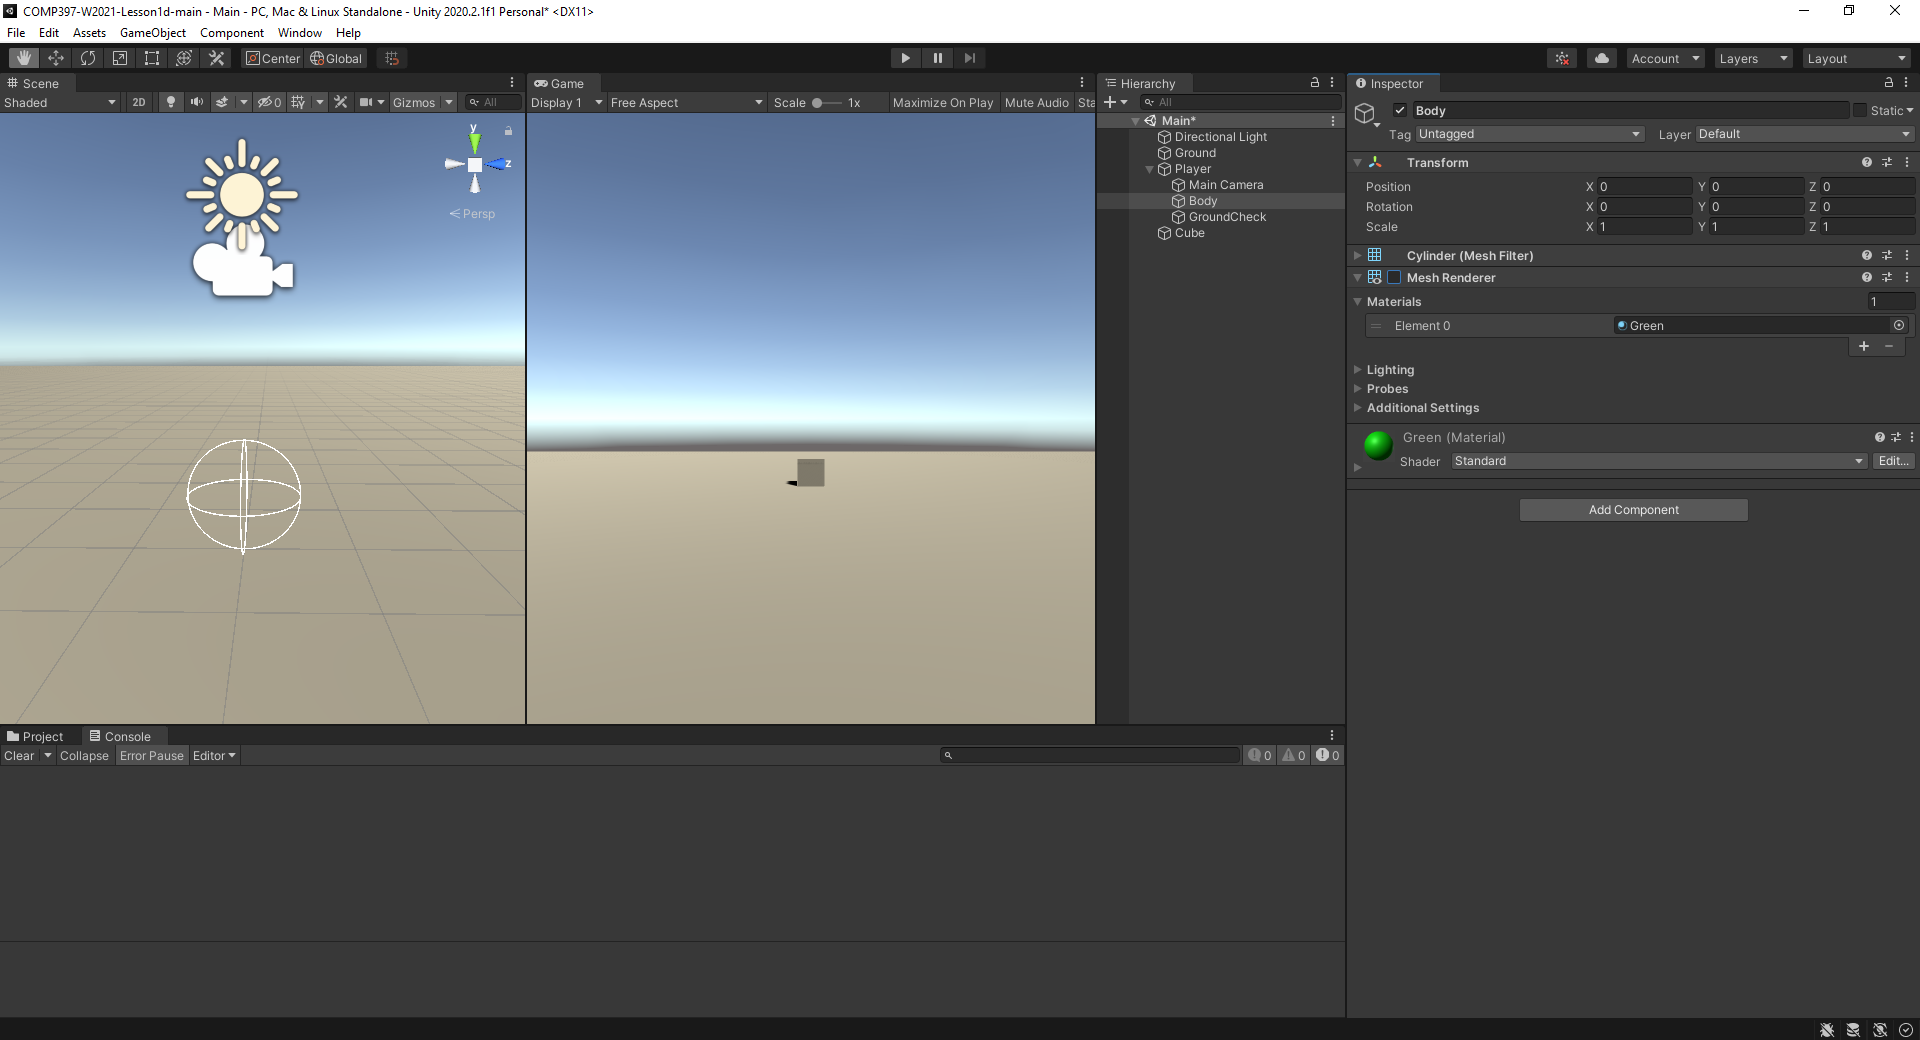 COMP397-W2021-Lesson1d-main - Main - PC, Mac & Linux Standalone - Unity 2020.2.1f1 Personal* <DX11>
File Edit Assets GameObject Component Window Help
Center Global Account Layers Layout
Scene
Shaded 2D 0 Gizmos All
y
z
Persp
Game
Display 1 Free Aspect Scale 1x Maximize On Play Mute Audio Sta
Hierarchy
All
Main*
Directional Light
Ground
Player
Main Camera
Body
GroundCheck
Cube
Inspector
Body Static
Tag Untagged Layer Default
Transform
Position X 0 Y 0 Z 0
Rotation X 0 Y 0 Z 0
Scale X 1 Y 1 Z 1
Cylinder (Mesh Filter)
Mesh Renderer
Materials 1
Element 0 Green
Lighting
Probes
Additional Settings
Green (Material)
Shader Standard Edit...
Add Component
Project Console
Clear Collapse Error Pause Editor 0 0 0